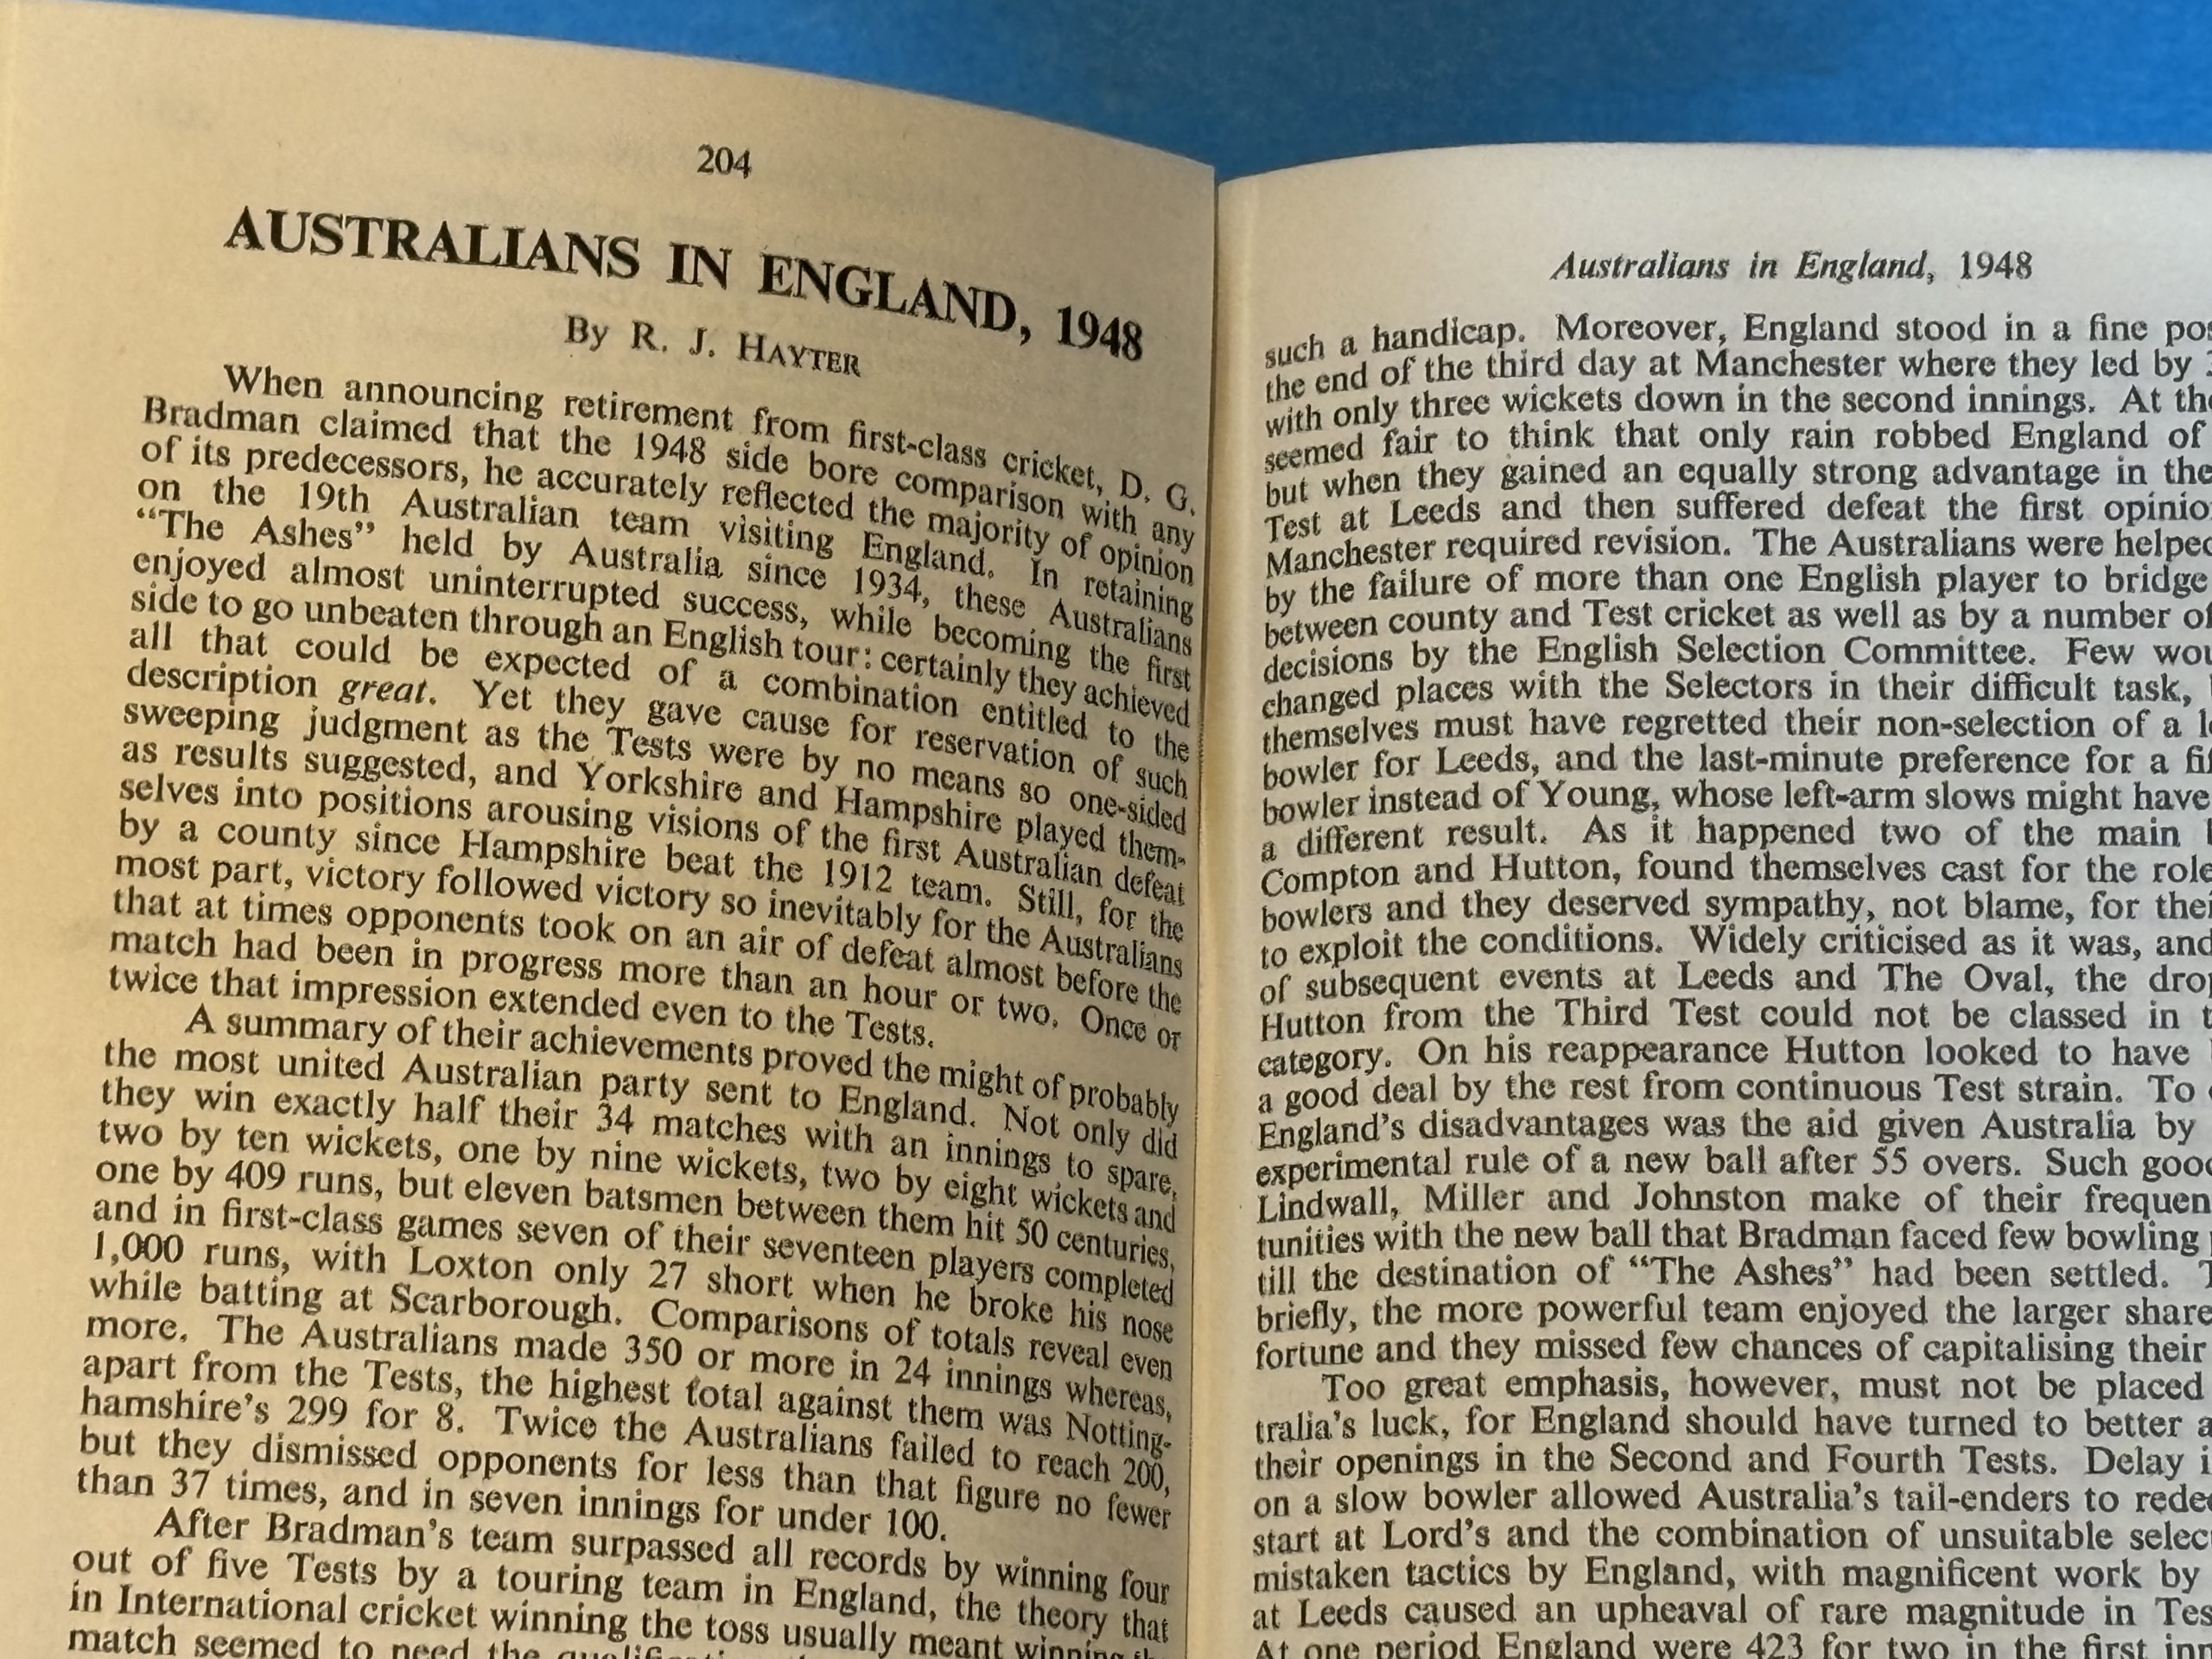 204
AUSTRALIANS IN ENGLAND, 1948
By R. J. HAYTER
When announcing retirement from first-class cricket, D. G.
Bradman claimed that the 1948 side bore comparison with any
of its predecessors, he accurately reflected the majority of opinion
on the 19th Australian team visiting England. In retaining
“The Ashes” held by Australia since 1934, these Australians
enjoyed almost uninterrupted success, while becoming the first
side to go unbeaten through an English tour: certainly they achieved
all that could be expected of a combination entitled to the
description great. Yet they gave cause for reservation of such
sweeping judgment as the Tests were by no means so one-sided
as results suggested, and Yorkshire and Hampshire played them-
selves into positions arousing visions of the first Australian defeat
by a county since Hampshire beat the 1912 team. Still, for the
most part, victory followed victory so inevitably for the Australians
that at times opponents took on an air of defeat almost before the
match had been in progress more than an hour or two. Once or
twice that impression extended even to the Tests.
A summary of their achievements proved the might of probably
the most united Australian party sent to England. Not only did
they win exactly half their 34 matches with an innings to spare,
two by ten wickets, one by nine wickets, two by eight wickets and
one by 409 runs, but eleven batsmen between them hit 50 centuries,
and in first-class games seven of their seventeen players completed
1,000 runs, with Loxton only 27 short when he broke his nose
while batting at Scarborough. Comparisons of totals reveal even
more. The Australians made 350 or more in 24 innings whereas,
apart from the Tests, the highest total against them was Notting-
hamshire’s 299 for 8. Twice the Australians failed to reach 200,
but they dismissed opponents for less than that figure no fewer
than 37 times, and in seven innings for under 100.
After Bradman’s team surpassed all records by winning four
out of five Tests by a touring team in England, the theory that
in International cricket winning the toss usually meant winning the
match seemed to need the
Australians in England, 1948
such a handicap. Moreover, England stood in a fine pos
the end of the third day at Manchester where they led by
with only three wickets down in the second innings. At the
seemed fair to think that only rain robbed England of
but when they gained an equally strong advantage in the
Test at Leeds and then suffered defeat the first opinio
Manchester required revision. The Australians were helped
by the failure of more than one English player to bridge
between county and Test cricket as well as by a number of
decisions by the English Selection Committee. Few wou
changed places with the Selectors in their difficult task,
themselves must have regretted their non-selection of a l
bowler for Leeds, and the last-minute preference for a fi
bowler instead of Young, whose left-arm slows might have
a different result. As it happened two of the main
Compton and Hutton, found themselves cast for the role
bowlers and they deserved sympathy, not blame, for thei
to exploit the conditions. Widely criticised as it was, and
of subsequent events at Leeds and The Oval, the drop
Hutton from the Third Test could not be classed in t
category. On his reappearance Hutton looked to have
a good deal by the rest from continuous Test strain. To
England’s disadvantages was the aid given Australia by
experimental rule of a new ball after 55 overs. Such good
Lindwall, Miller and Johnston make of their frequen
tunities with the new ball that Bradman faced few bowling
till the destination of “The Ashes” had been settled.
briefly, the more powerful team enjoyed the larger share
fortune and they missed few chances of capitalising their
Too great emphasis, however, must not be placed
tralia’s luck, for England should have turned to better a
their openings in the Second and Fourth Tests. Delay i
on a slow bowler allowed Australia’s tail-enders to rede
start at Lord’s and the combination of unsuitable selec
mistaken tactics by England, with magnificent work by
at Leeds caused an upheaval of rare magnitude in Tes
At one period England were 423 for two in the first inn